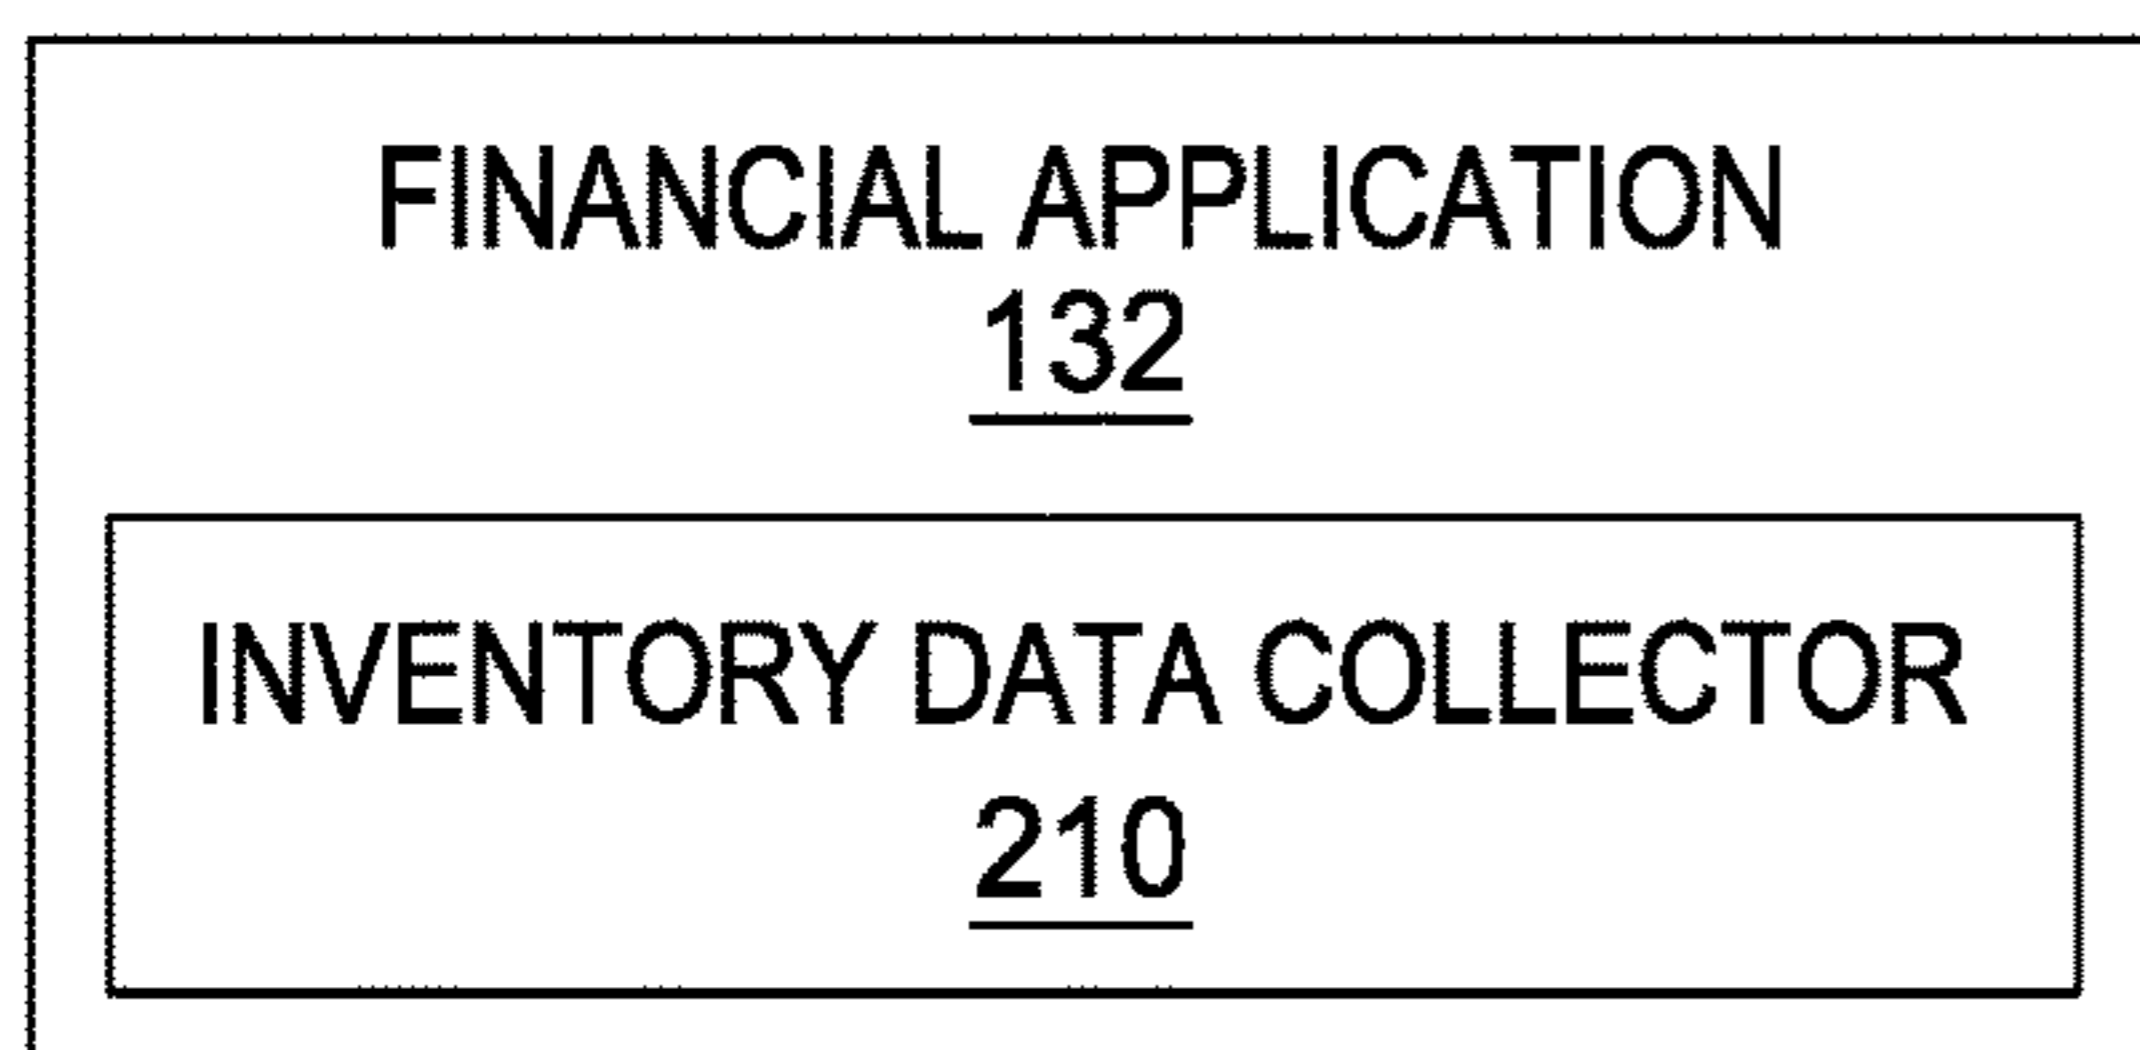 FINANCIAL APPLICATION
132
INVENTORY DATA COLLECTOR
210